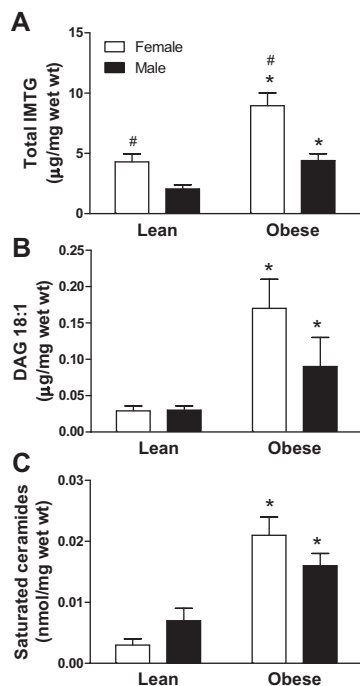 A
Female
Male
Total IMTG
(μg/mg wet wt)
15
10
5
0
#
#
*
*
Lean
Obese
B
DAG 18:1
(μg/mg wet wt)
0.25
0.20
0.15
0.10
0.05
0.00
*
*
Lean
Obese
C
Saturated ceramides
(nmol/mg wet wt)
0.03
0.02
0.01
0.00
*
*
Lean
Obese